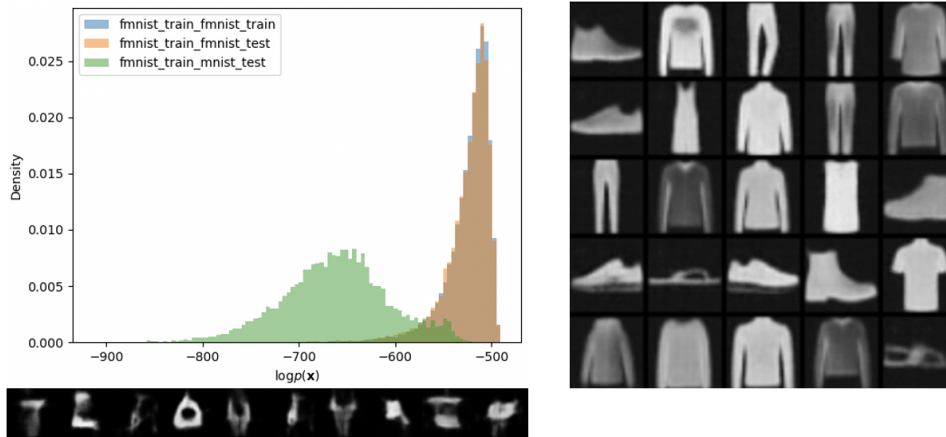 fmnist_train_fmnist_train
fmnist_train_fmnist_test
fmnist_train_mnist_test
Density
0.025
0.020
0.015
0.010
0.005
0.000
−900
−800
−700
−600
−500
logp(x)